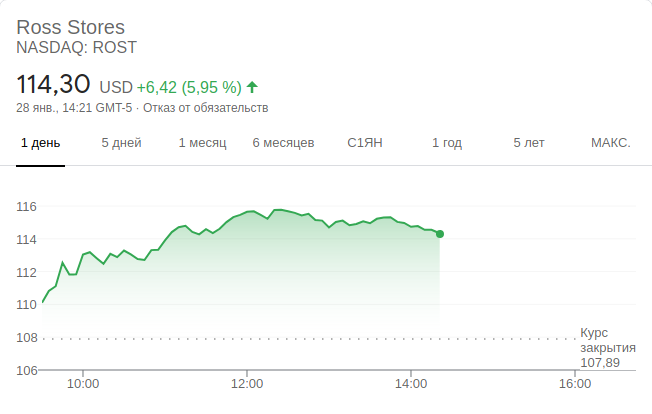 Ross Stores
NASDAQ: ROST
114,30 USD +6,42 (5,95 %)
28 янв., 14:21 GMT-5 · Отказ от обязательств
1 день 5 дней 1 месяц 6 месяцев С1ЯН 1 год 5 лет МАКС.
116
114
112
110
108
106
Курс
закрытия
107,89
10:00 12:00 14:00 16:00